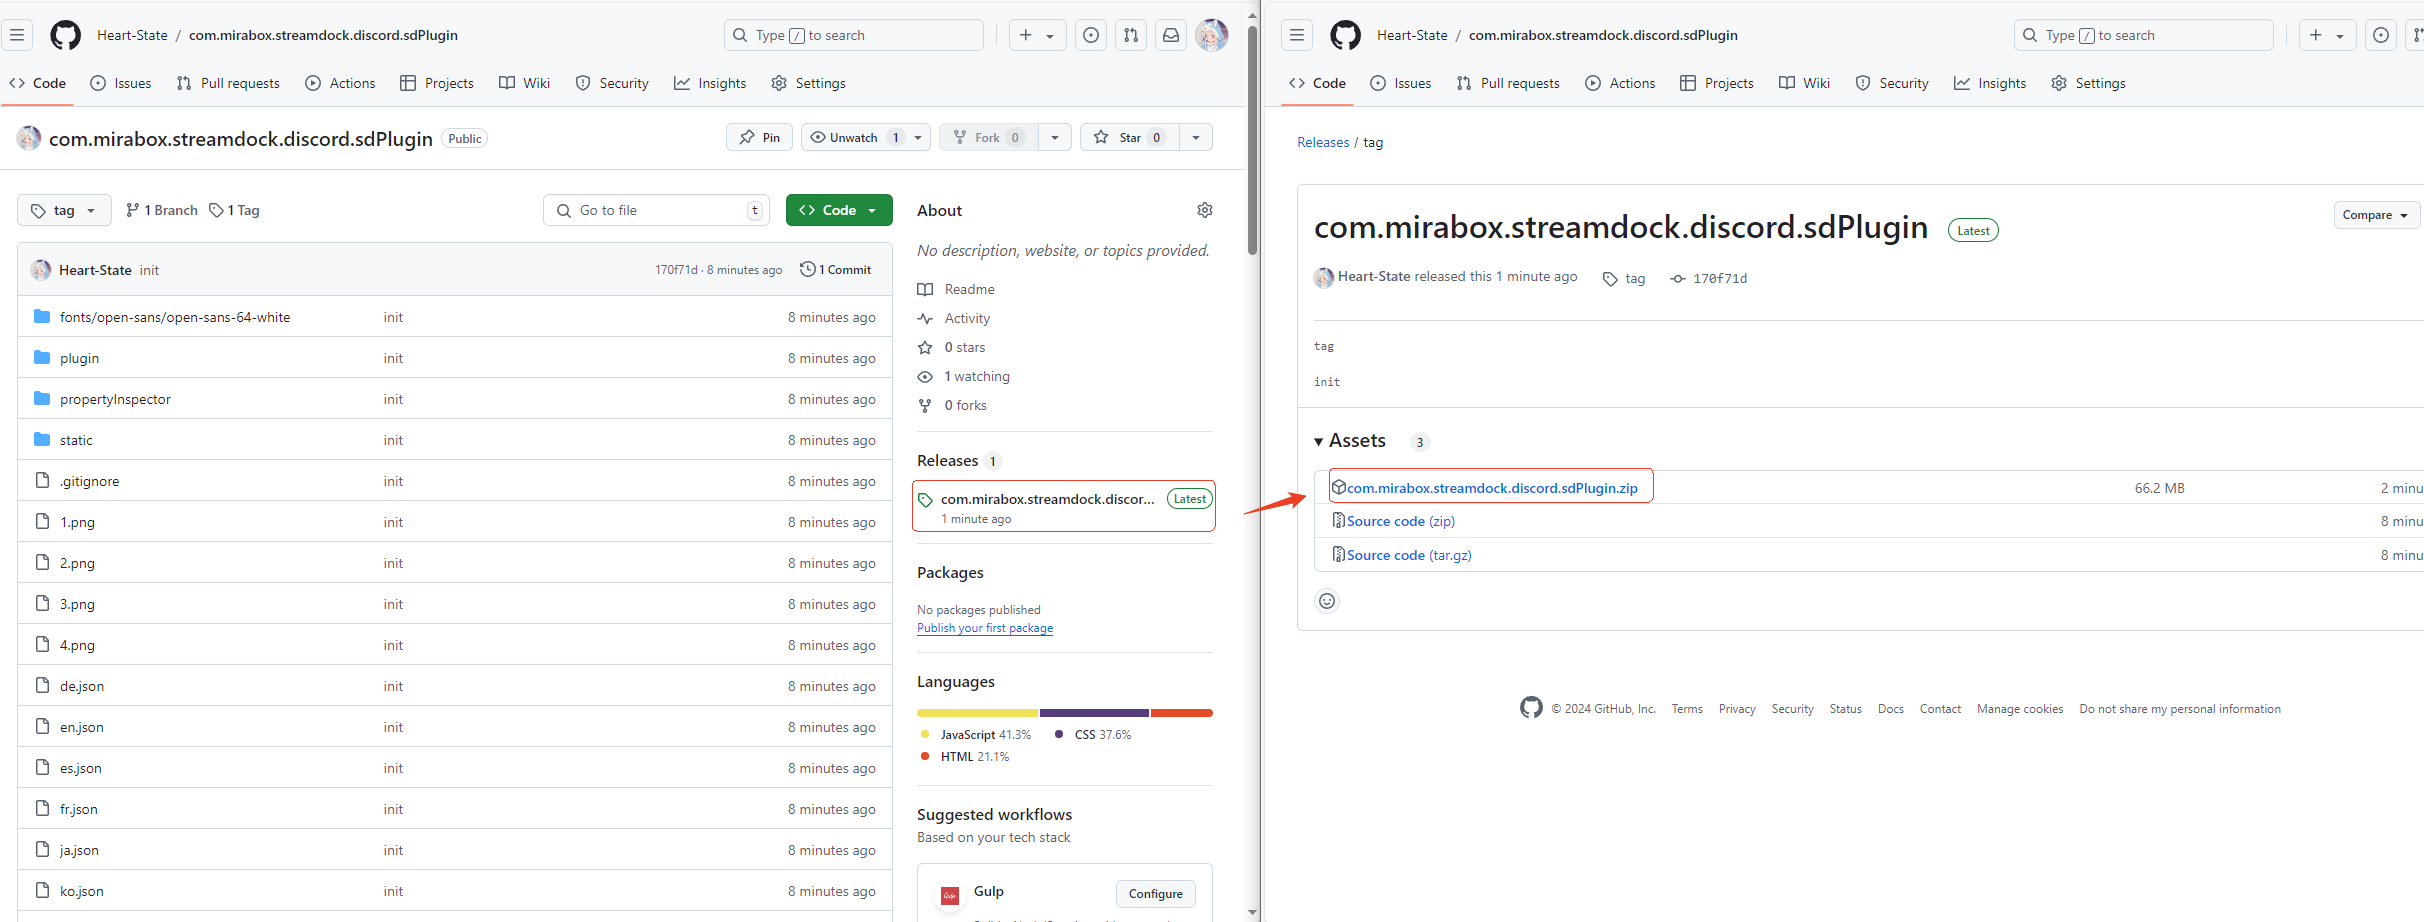 Heart-State / com.mirabox.streamdock.discord.sdPlugin
Type / to search
Code Issues Pull requests Actions Projects Wiki Security Insights Settings
com.mirabox.streamdock.discord.sdPlugin Public
Pin Unwatch 1 Fork 0 Star 0
tag 1 Branch 1 Tag Go to file t Code
Heart-State init 170f71d · 8 minutes ago 1 Commit
fonts/open-sans/open-sans-64-white init 8 minutes ago
plugin init 8 minutes ago
propertyInspector init 8 minutes ago
static init 8 minutes ago
.gitignore init 8 minutes ago
1.png init 8 minutes ago
2.png init 8 minutes ago
3.png init 8 minutes ago
4.png init 8 minutes ago
de.json init 8 minutes ago
en.json init 8 minutes ago
es.json init 8 minutes ago
fr.json init 8 minutes ago
ja.json init 8 minutes ago
ko.json init 8 minutes ago
About
No description, website, or topics provided.
Readme
Activity
0 stars
1 watching
0 forks
Releases 1
com.mirabox.streamdock.discor... Latest
1 minute ago
Packages
No packages published
Publish your first package
Languages
JavaScript 41.3% CSS 37.6%
HTML 21.1%
Suggested workflows
Based on your tech stack
Gulp Gulp Configure
Heart-State / com.mirabox.streamdock.discord.sdPlugin
Type / to search
Code Issues Pull requests Actions Projects Wiki Security Insights Settings
Releases / tag
com.mirabox.streamdock.discord.sdPlugin Latest
Compare
Heart-State released this 1 minute ago tag 170f71d
tag
init
Assets 3
com.mirabox.streamdock.discord.sdPlugin.zip 66.2 MB 2 minu
Source code (zip) 8 minu
Source code (tar.gz) 8 minu
© 2024 GitHub, Inc. Terms Privacy Security Status Docs Contact Manage cookies Do not share my personal information